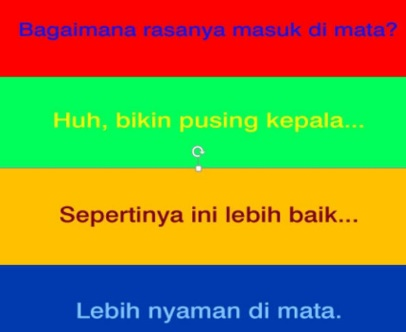 Bagaimana rasanya masuk di mata?
Huh, bikin pusing kepala...
Sepertinya ini lebih baik...
Lebih nyaman di mata.